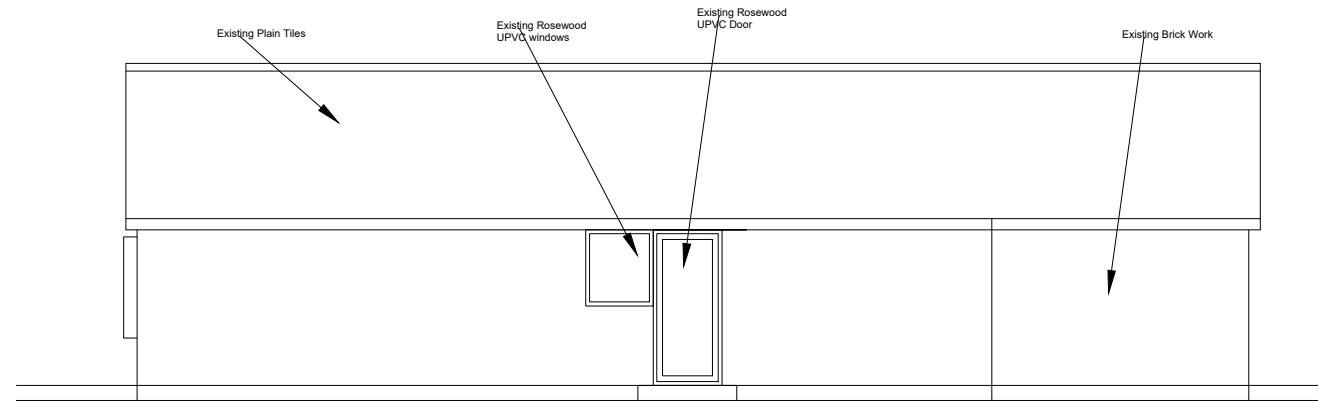 Existing Plain Tiles
Existing Rosewood
UPVC windows
Existing Rosewood
UPVC Door
Existing Brick Work